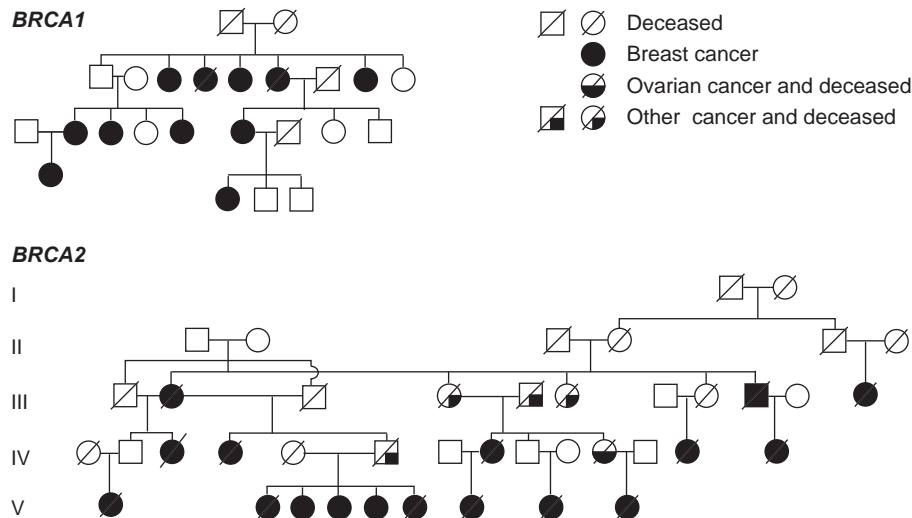 BRCA1
Deceased
Breast cancer
Ovarian cancer and deceased
Other cancer and deceased
BRCA2
I
II
III
IV
V